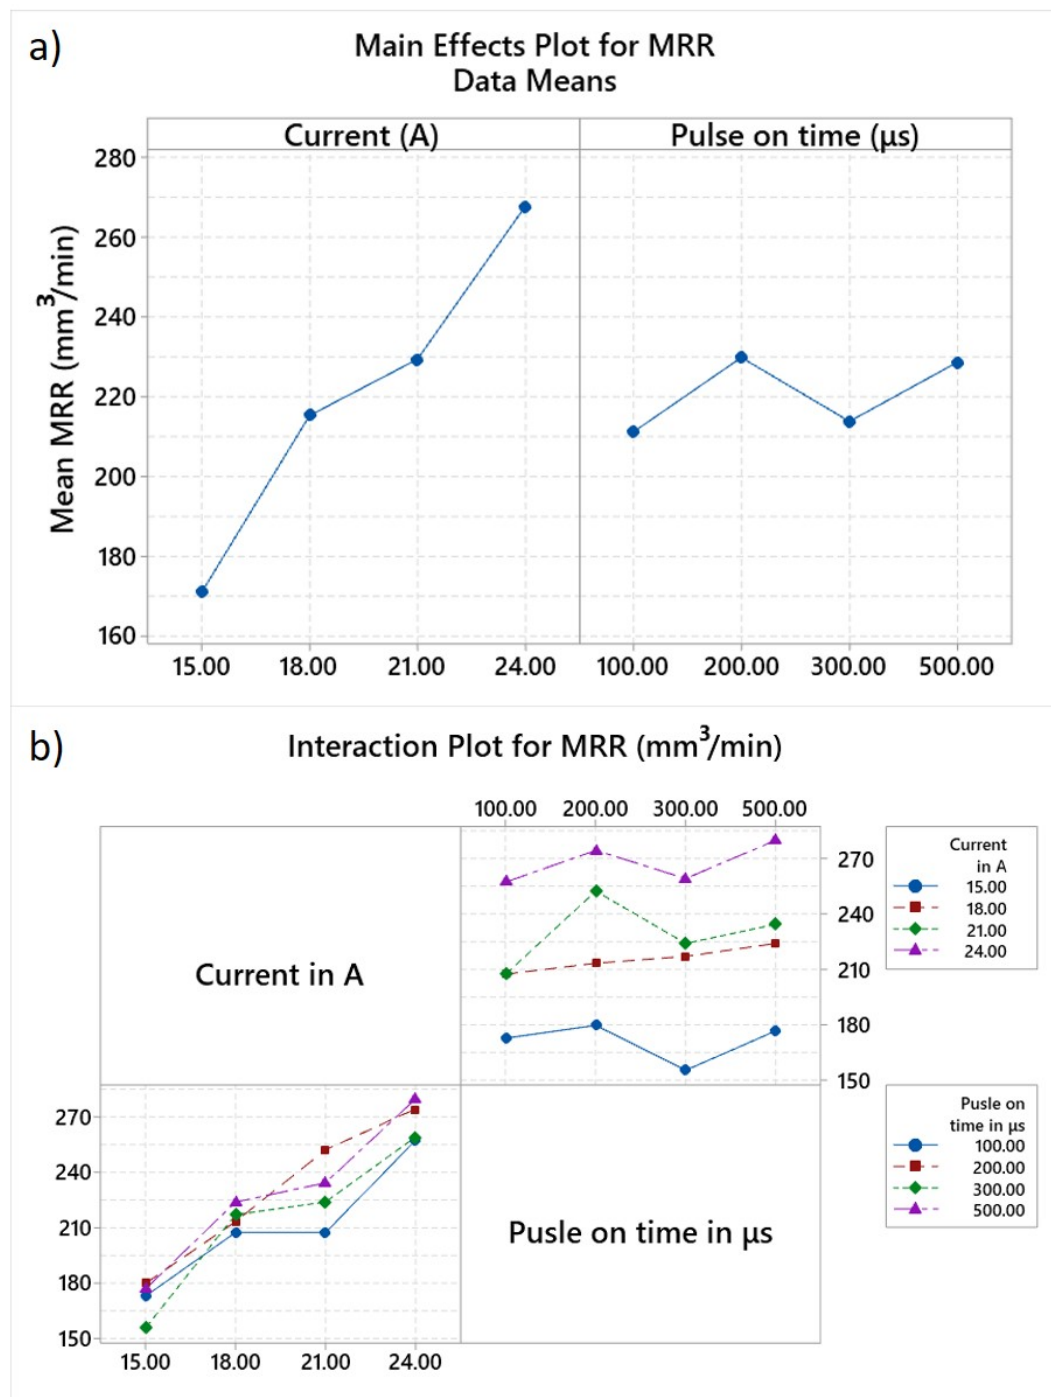 a)
Main Effects Plot for MRR
Data Means
Current (A)
Pulse on time (μs)
Mean MRR (mm³/min)
280
260
240
220
200
180
160
15.00 18.00 21.00 24.00 100.00 200.00 300.00 500.00
b)
Interaction Plot for MRR (mm³/min)
100.00 200.00 300.00 500.00
Current in A
270
240
210
180
150
Current
in A
15.00
18.00
21.00
24.00
270
240
210
180
150
15.00 18.00 21.00 24.00
Pusle on time in μs
Pusle on
time in μs
100.00
200.00
300.00
500.00